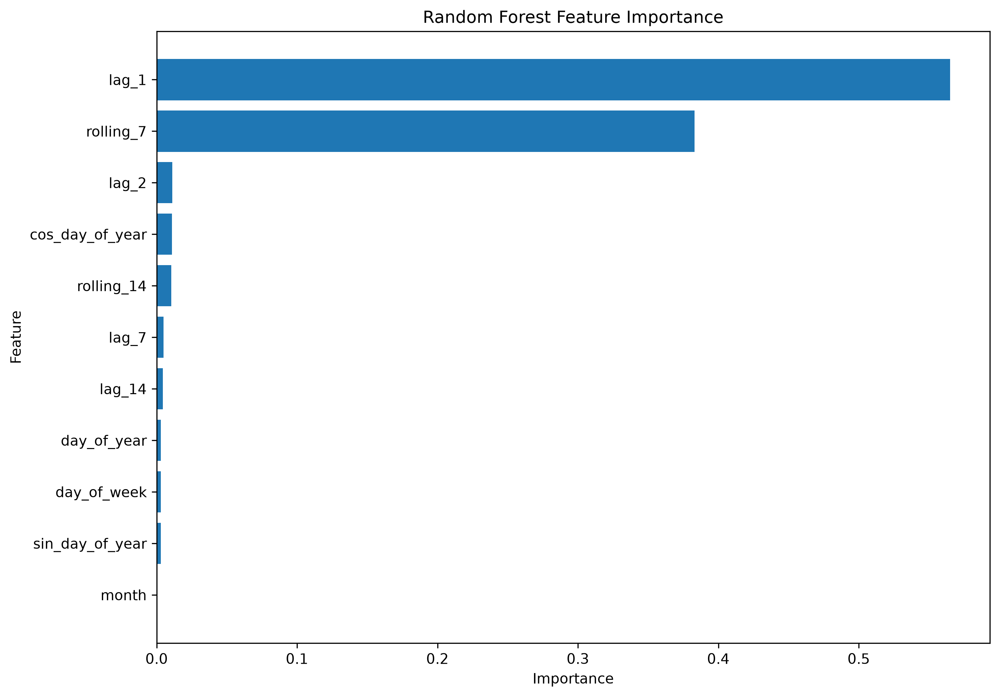 Random Forest Feature Importance
lag_1
rolling_7
lag_2
cos_day_of_year
rolling_14
lag_7
lag_14
day_of_year
day_of_week
sin_day_of_year
month
Feature
0.0 0.1 0.2 0.3 0.4 0.5
Importance